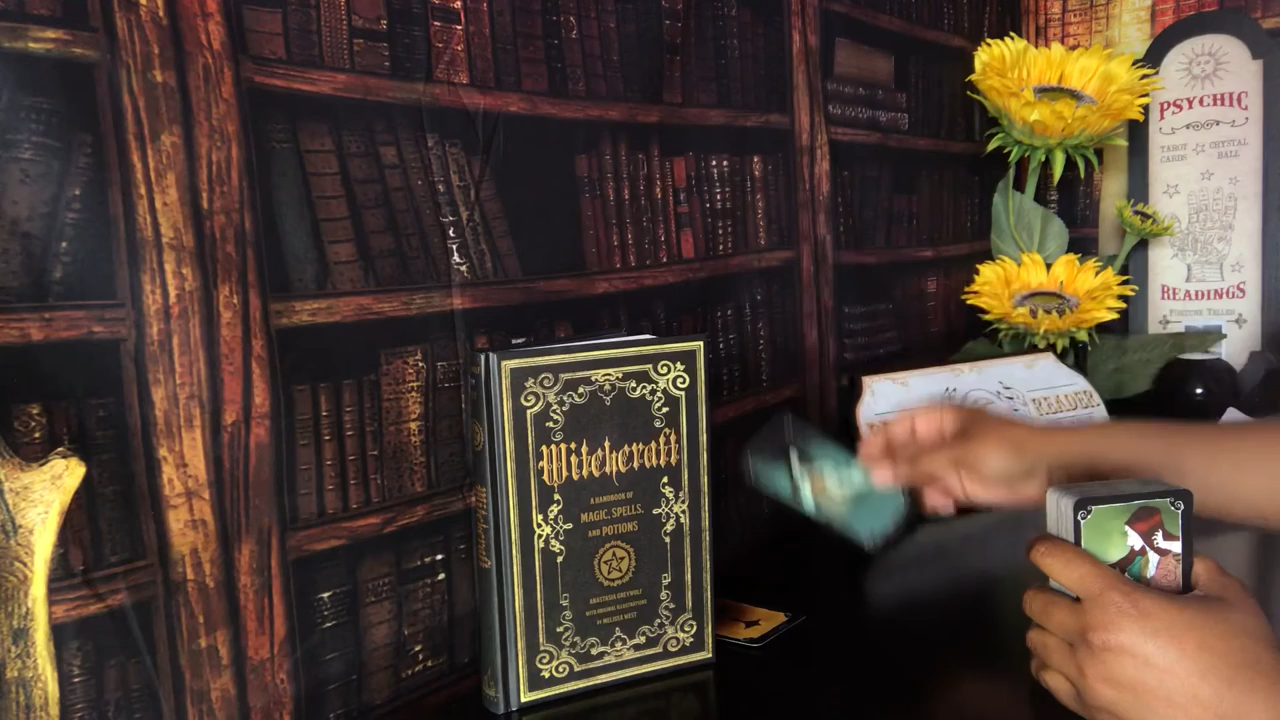 Witchcraft
A HANDBOOK OF
MAGIC, SPELLS,
AND POTIONS
ANASTASIA GREYWOLF
WITH ORIGINAL ILLUSTRATIONS
BY MELISSA WEST
Witchcraft
READER
PSYCHIC
TAROT CARDS
CRYSTAL BALL
READINGS
FORTUNE TELLER